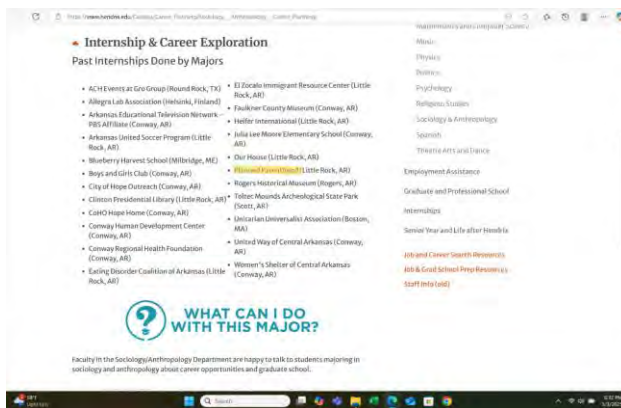 Internship & Career Exploration
Past Internships Done by Majors
ACH Events at Gro Group (Round Rock, TX)
Allegra Lab Association (Helsinki, Finland)
Arkansas Educational Television Network -
PBS Affiliate (Conway, AR)
Arkansas United Soccer Program (Little
Rock, AR)
Blueberry Harvest School (Milbridge, ME)
Boys and Girls Club (Conway, AR)
City of Hope Outreach (Conway, AR)
Clinton Presidential Library (Little Rock, AR)
CoHO Hope Home (Conway, AR)
Conway Human Development Center
(Conway, AR)
Conway Regional Health Foundation
(Conway, AR)
Eating Disorder Coalition of Arkansas (Little
Rock, AR)
El Zocalo Immigrant Resource Center (Little
Rock, AR)
Faulkner County Museum (Conway, AR)
Heifer International (Little Rock, AR)
Julia Lee Moore Elementary School (Conway,
AR)
Our House (Little Rock, AR)
Planned Parenthood (Little Rock, AR)
Rogers Historical Museum (Rogers, AR)
Toltec Mounds Archeological State Park
(Scott, AR)
Unitarian Universalist Association (Boston,
MA)
United Way of Central Arkansas (Conway,
AR)
Women's Shelter of Central Arkansas
(Conway, AR)
WHAT CAN I DO
WITH THIS MAJOR?
Faculty in the Sociology/Anthropology Department are happy to talk to students majoring in
sociology and anthropology about career opportunities and graduate school.
Mathematics and Computer Science
Music
Physics
Politics
Psychology
Religious Studies
Sociology & Anthropology
Spanish
Theatre Arts and Dance
Employment Assistance
Graduate and Professional School
Internships
Senior Year and Life after Hendrix
Job and Career Search Resources
Job & Grad School Prep Resources
Staff Info (old)
Search